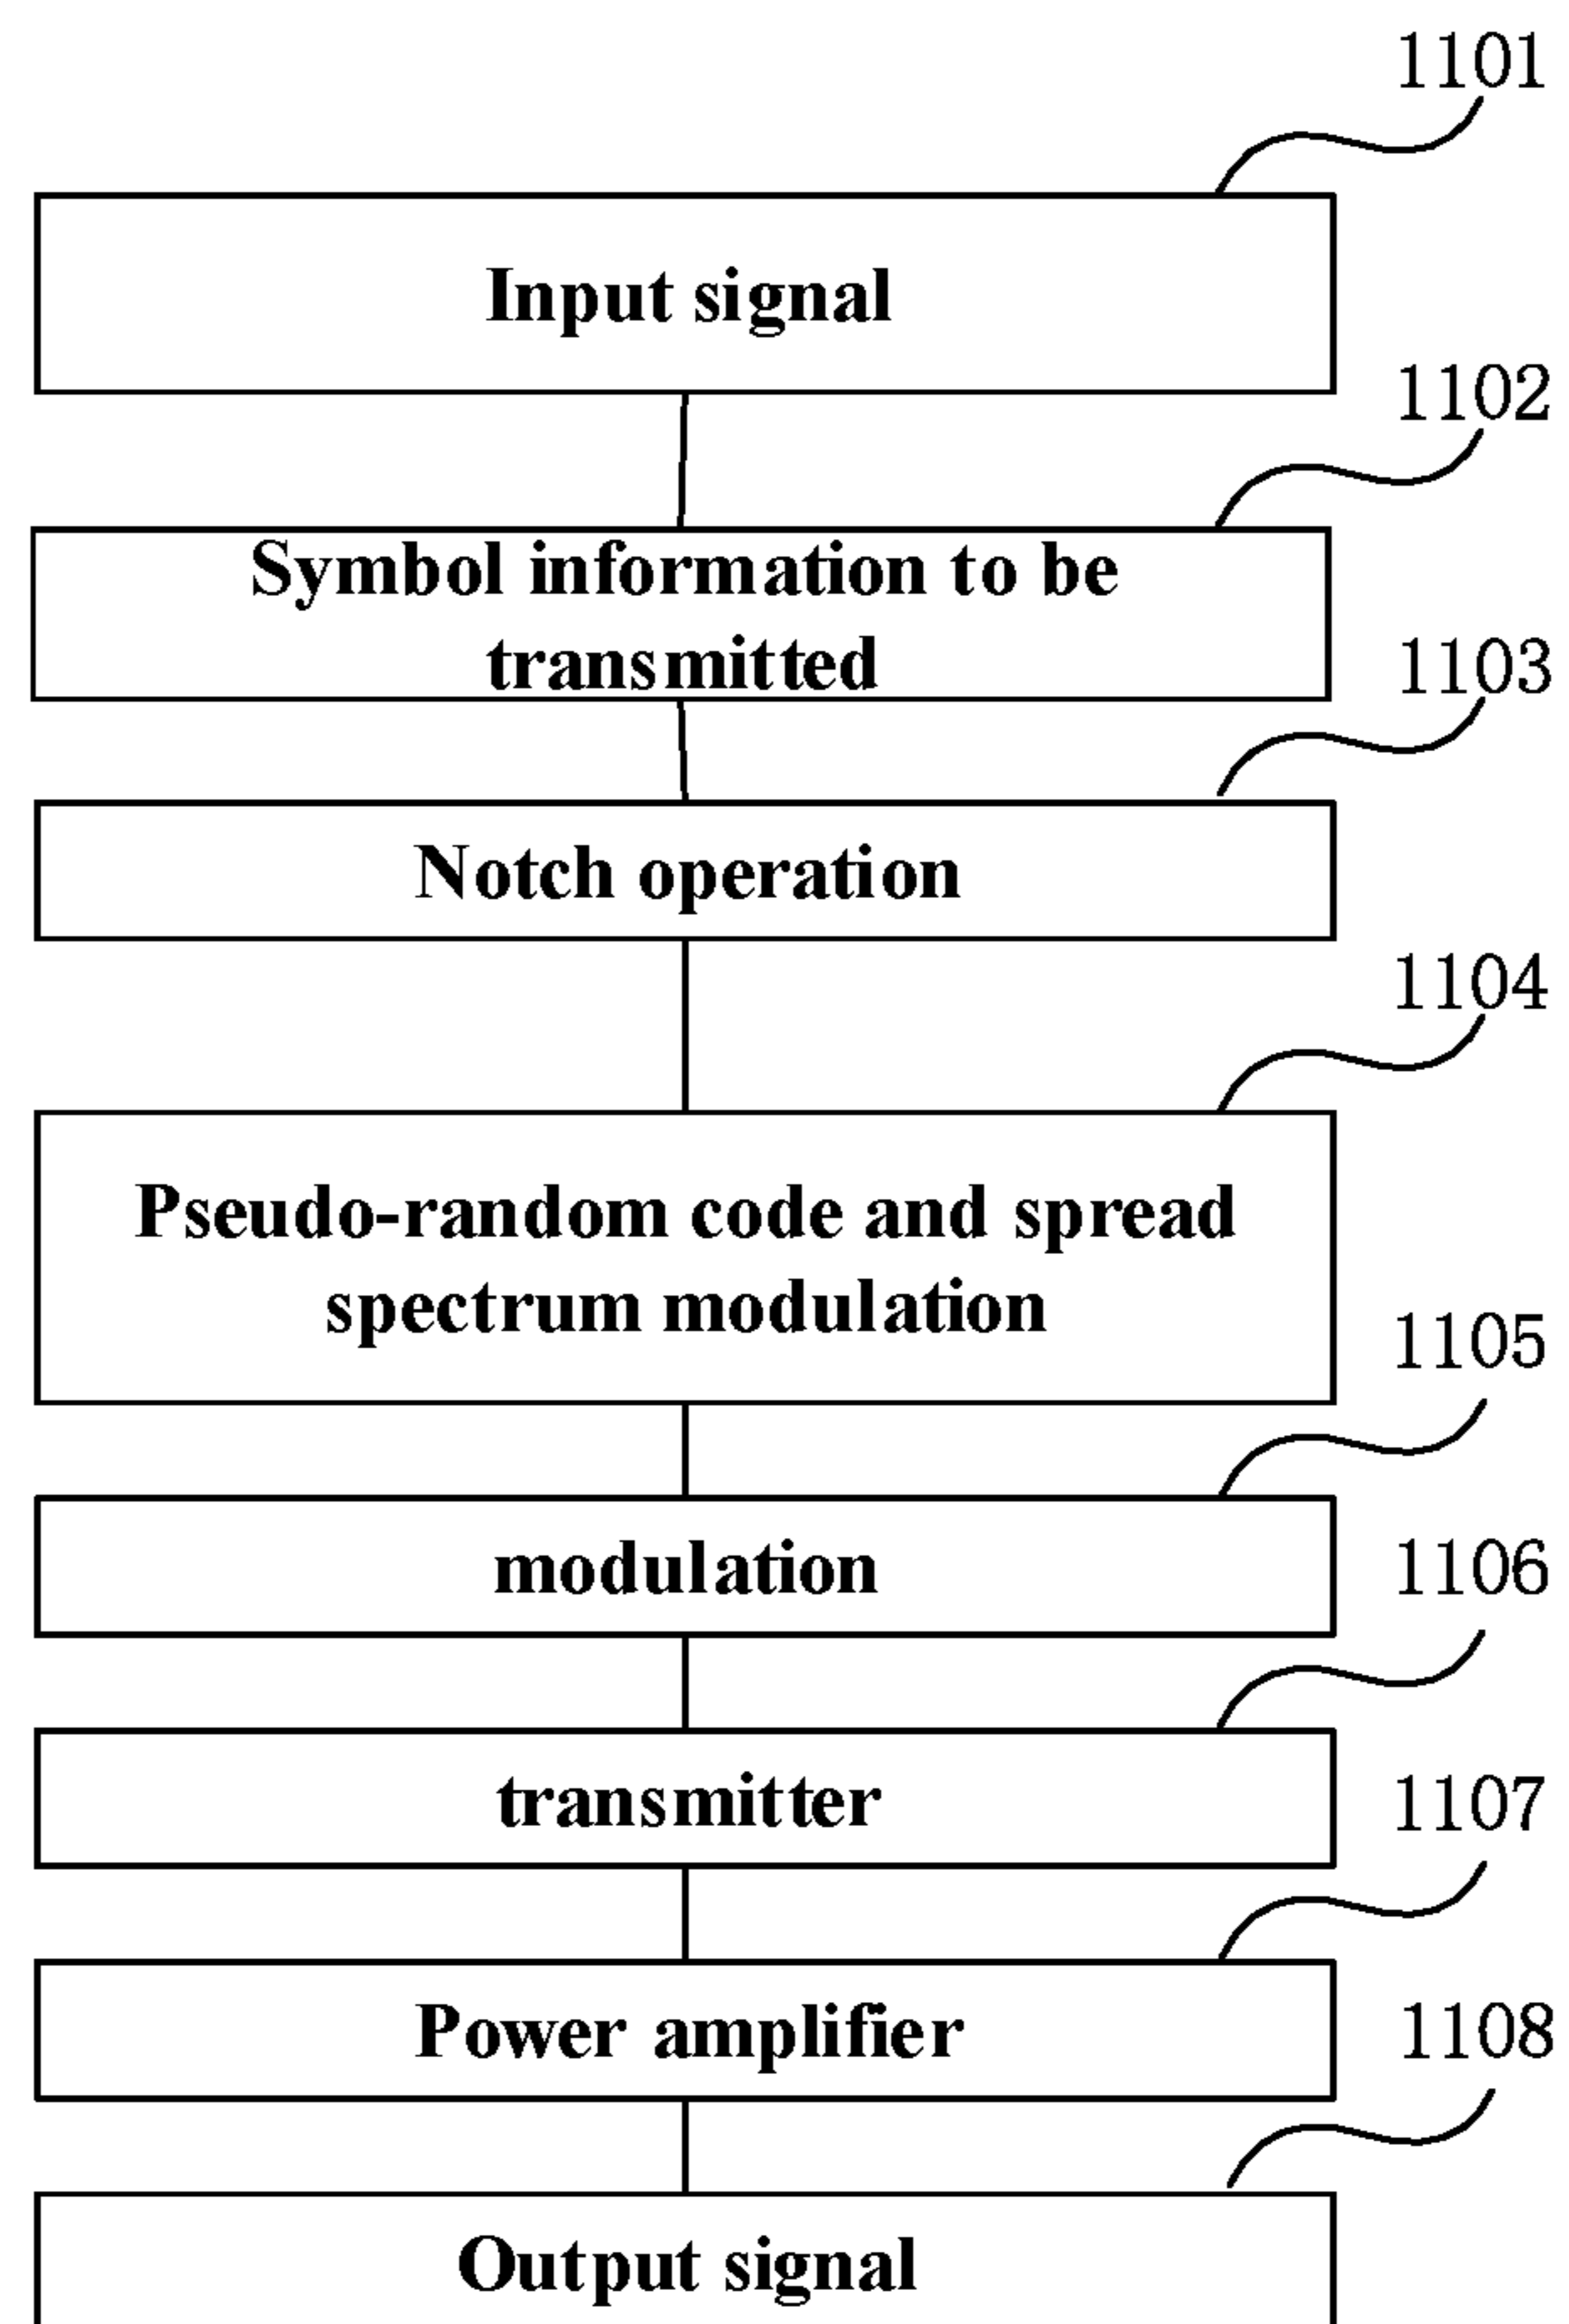 1101
Input signal
1102
Symbol information to be
transmitted
1103
Notch operation
1104
Pseudo-random code and spread
spectrum modulation
1105
modulation
1106
transmitter
1107
Power amplifier
1108
Output signal